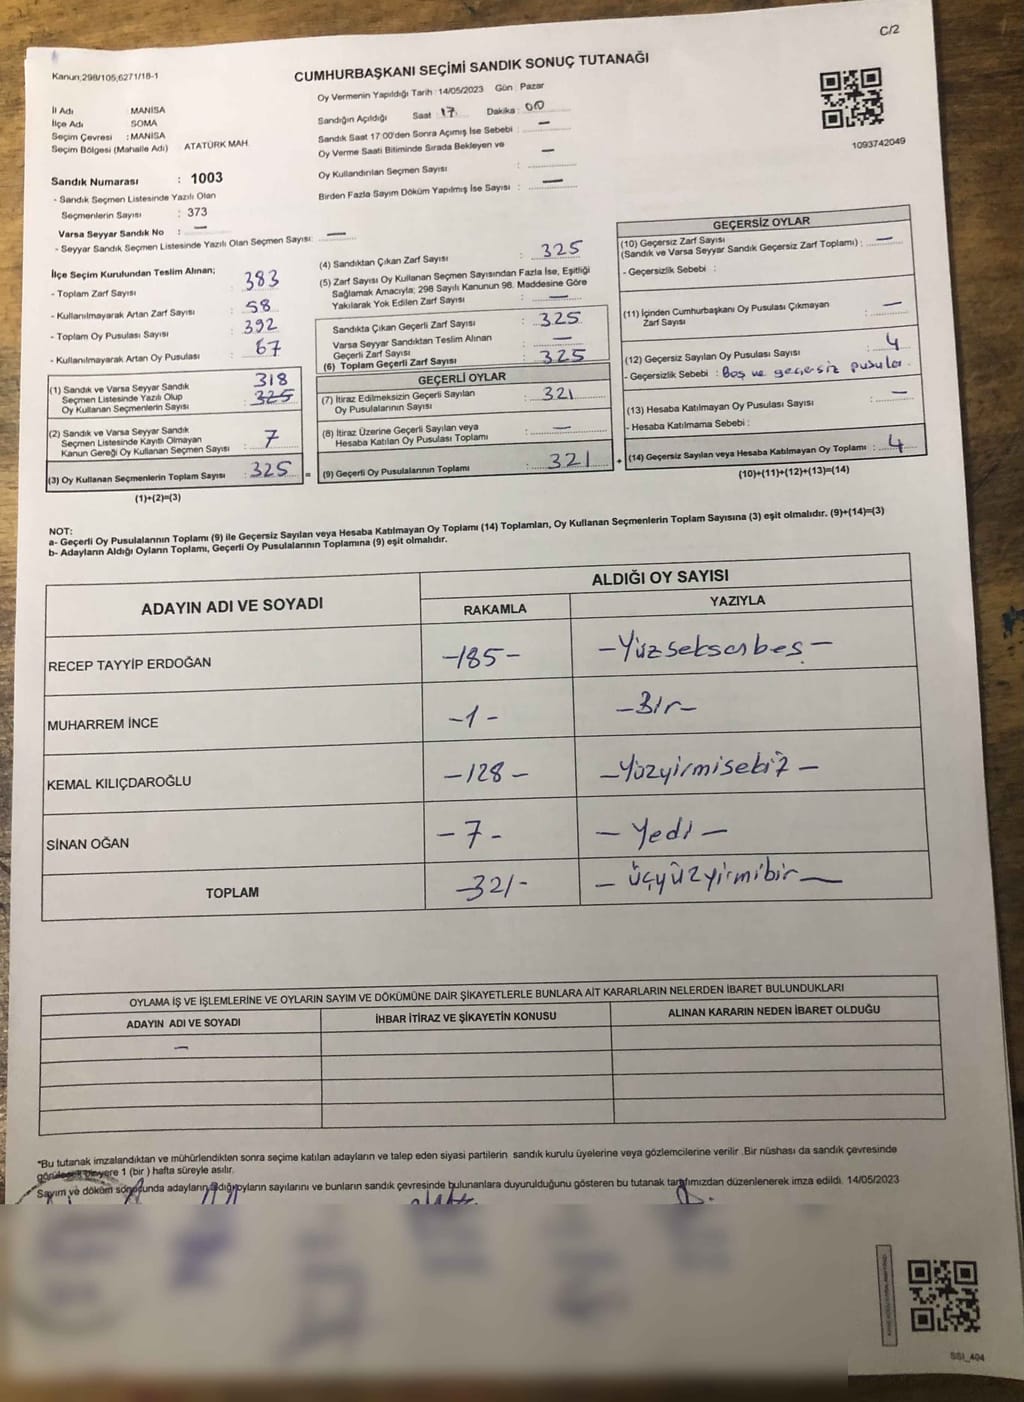 C/2
Kanun;298/105,6271/18-1
CUMHURBAŞKANI SEÇİMİ SANDIK SONUÇ TUTANAĞI
İl Adı MANİSA
İlçe Adı SOMA
Seçim Çevresi : MANİSA
Seçim Bölgesi (Mahalle Adı) ATATÜRK MAH.
Sandık Numarası : 1003
- Sandık Seçmen Listesinde Yazılı Olan
Seçmenlerin Sayısı : 373
Varsa Seyyar Sandık No : —
- Seyyar Sandık Seçmen Listesinde Yazılı Olan Seçmen Sayısı: —
Oy Vermenin Yapıldığı Tarih : 14/05/2023 Gün : Pazar
Sandığın Açıldığı Saat 17 Dakika : 00
Sandık Saat 17:00'den Sonra Açımış İse Sebebi : —
Oy Verme Saati Bitiminde Sırada Bekleyen ve —
Oy Kullandırılan Seçmen Sayısı :
Birden Fazla Sayım Döküm Yapılmış İse Sayısı : —
1093742049
İlçe Seçim Kurulundan Teslim Alınan;
- Toplam Zarf Sayısı : 383
- Kullanılmayarak Artan Zarf Sayısı : 58
- Toplam Oy Pusulası Sayısı : 392
- Kullanılmayarak Artan Oy Pusulası : 67
(1) Sandık ve Varsa Seyyar Sandık 318
Seçmen Listesinde Yazılı Olup 325
Oy Kullanan Seçmenlerin Sayısı
(2) Sandık ve Varsa Seyyar Sandık
Seçmen Listesinde Kayıtlı Olmayan 7
Kanun Gereği Oy Kullanan Seçmen Sayısı :
(3) Oy Kullanan Seçmenlerin Toplam Sayısı : 325 =
(1)+(2)=(3)
(4) Sandıktan Çıkan Zarf Sayısı : 325
(5) Zarf Sayısı Oy Kullanan Seçmen Sayısından Fazla İse, Eşitliği
Sağlamak Amacıyla; 298 Sayılı Kanunun 98. Maddesine Göre
Yakılarak Yok Edilen Zarf Sayısı : —
Sandıkta Çıkan Geçerli Zarf Sayısı : 325
Varsa Seyyar Sandıktan Teslim Alınan —
Geçerli Zarf Sayısı :
(6) Toplam Geçerli Zarf Sayısı : 325
GEÇERLİ OYLAR
(7) İtiraz Edilmeksizin Geçerli Sayılan : 321
Oy Pusulalarının Sayısı
(8) İtiraz Üzerine Geçerli Sayılan veya : —
Hesaba Katılan Oy Pusulası Toplamı
(9) Geçerli Oy Pusulalarının Toplamı : 321 +
GEÇERSİZ OYLAR
(10) Geçersiz Zarf Sayısı
(Sandık ve Varsa Seyyar Sandık Geçersiz Zarf Toplamı) : —
- Geçersizlik Sebebi :
(11) İçinden Cumhurbaşkanı Oy Pusulası Çıkmayan —
Zarf Sayısı :
(12) Geçersiz Sayılan Oy Pusulası Sayısı : 4
- Geçersizlik Sebebi : Boş ve geçersiz pusula.
(13) Hesaba Katılmayan Oy Pusulası Sayısı : —
- Hesaba Katılmama Sebebi :
(14) Geçersiz Sayılan veya Hesaba Katılmayan Oy Toplamı : 4
(10)+(11)+(12)+(13)=(14)
NOT:
a- Geçerli Oy Pusulasının Toplamı (9) ile Geçersiz Sayılan veya Hesaba Katılmayan Oy Toplamı (14) Toplamları, Oy Kullanan Seçmenlerin Toplam Sayısına (3) eşit olmalıdır. (9)+(14)=(3)
b- Adayların Aldığı Oyların Toplamı, Geçerli Oy Pusulalarının Toplamına (9) eşit olmalıdır.
ADAYIN ADI VE SOYADI ALDIĞI OY SAYISI
RAKAMLA YAZIYLA
RECEP TAYYİP ERDOĞAN -185- -Yüzseksenbeş-
MUHARREM İNCE -1- -Bir-
KEMAL KILIÇDAROĞLU -128- -Yüzyirmisekiz-
SİNAN OĞAN -7- -Yedi-
TOPLAM -321- -üçyüzyirmibir-
OYLAMA İŞ VE İŞLEMLERİNE VE OYLARIN SAYIM VE DÖKÜMÜNE DAİR ŞİKAYETLERLE BUNLARA AİT KARARLARIN NELERDEN İBARET BULUNDUKLARI
ADAYIN ADI VE SOYADI İHBAR İTİRAZ VE ŞİKAYETİN KONUSU ALINAN KARARIN NEDEN İBARET OLDUĞU
—
*Bu tutanak imzalandıktan ve mühürlendikten sonra seçime katılan adayların ve talep eden siyasi partilerin sandık kurulu üyelerine veya gözlemcilerine verilir .Bir nüshası da sandık çevresinde
görülecek biryere 1 (bir ) hafta süreyle asılır.
Sayım ve döküm sonucunda adayların aldığı oyların sayılarını ve bunların sandık çevresinde bulunanlara duyurulduğunu gösteren bu tutanak tarafımızdan düzenlenerek imza edildi. 14/05/2023
SSI_404